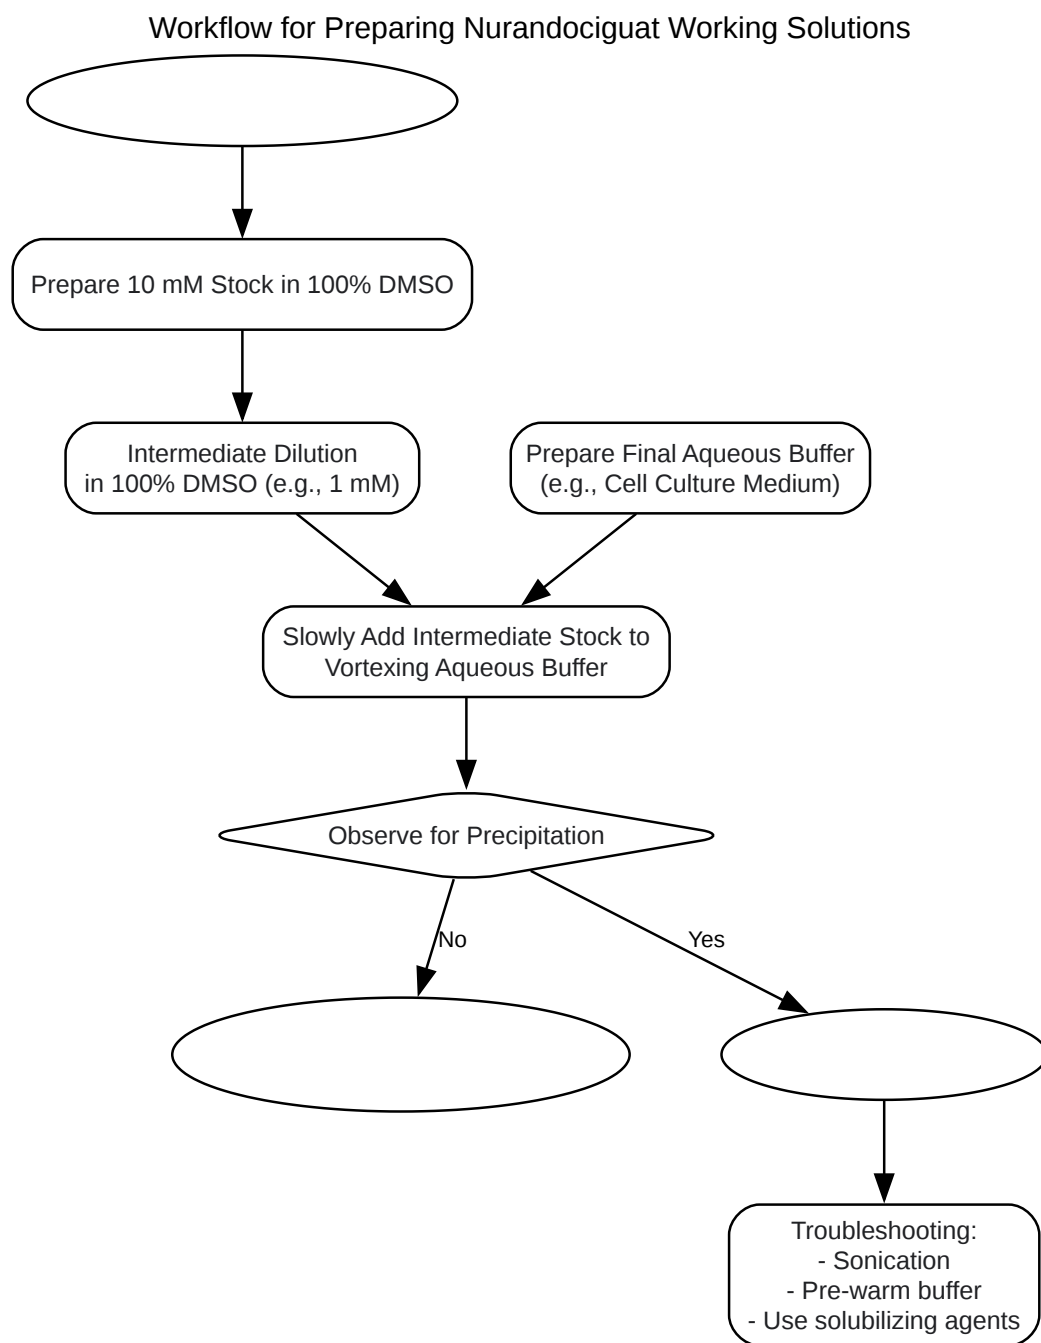 Workflow for Preparing Nurandociguat Working Solutions
Prepare 10 mM Stock in 100% DMSO
Intermediate Dilution
in 100% DMSO (e.g., 1 mM)
Prepare Final Aqueous Buffer
(e.g., Cell Culture Medium)
Slowly Add Intermediate Stock to
Vortexing Aqueous Buffer
Observe for Precipitation
No
Yes
Troubleshooting:
- Sonication
- Pre-warm buffer
- Use solubilizing agents